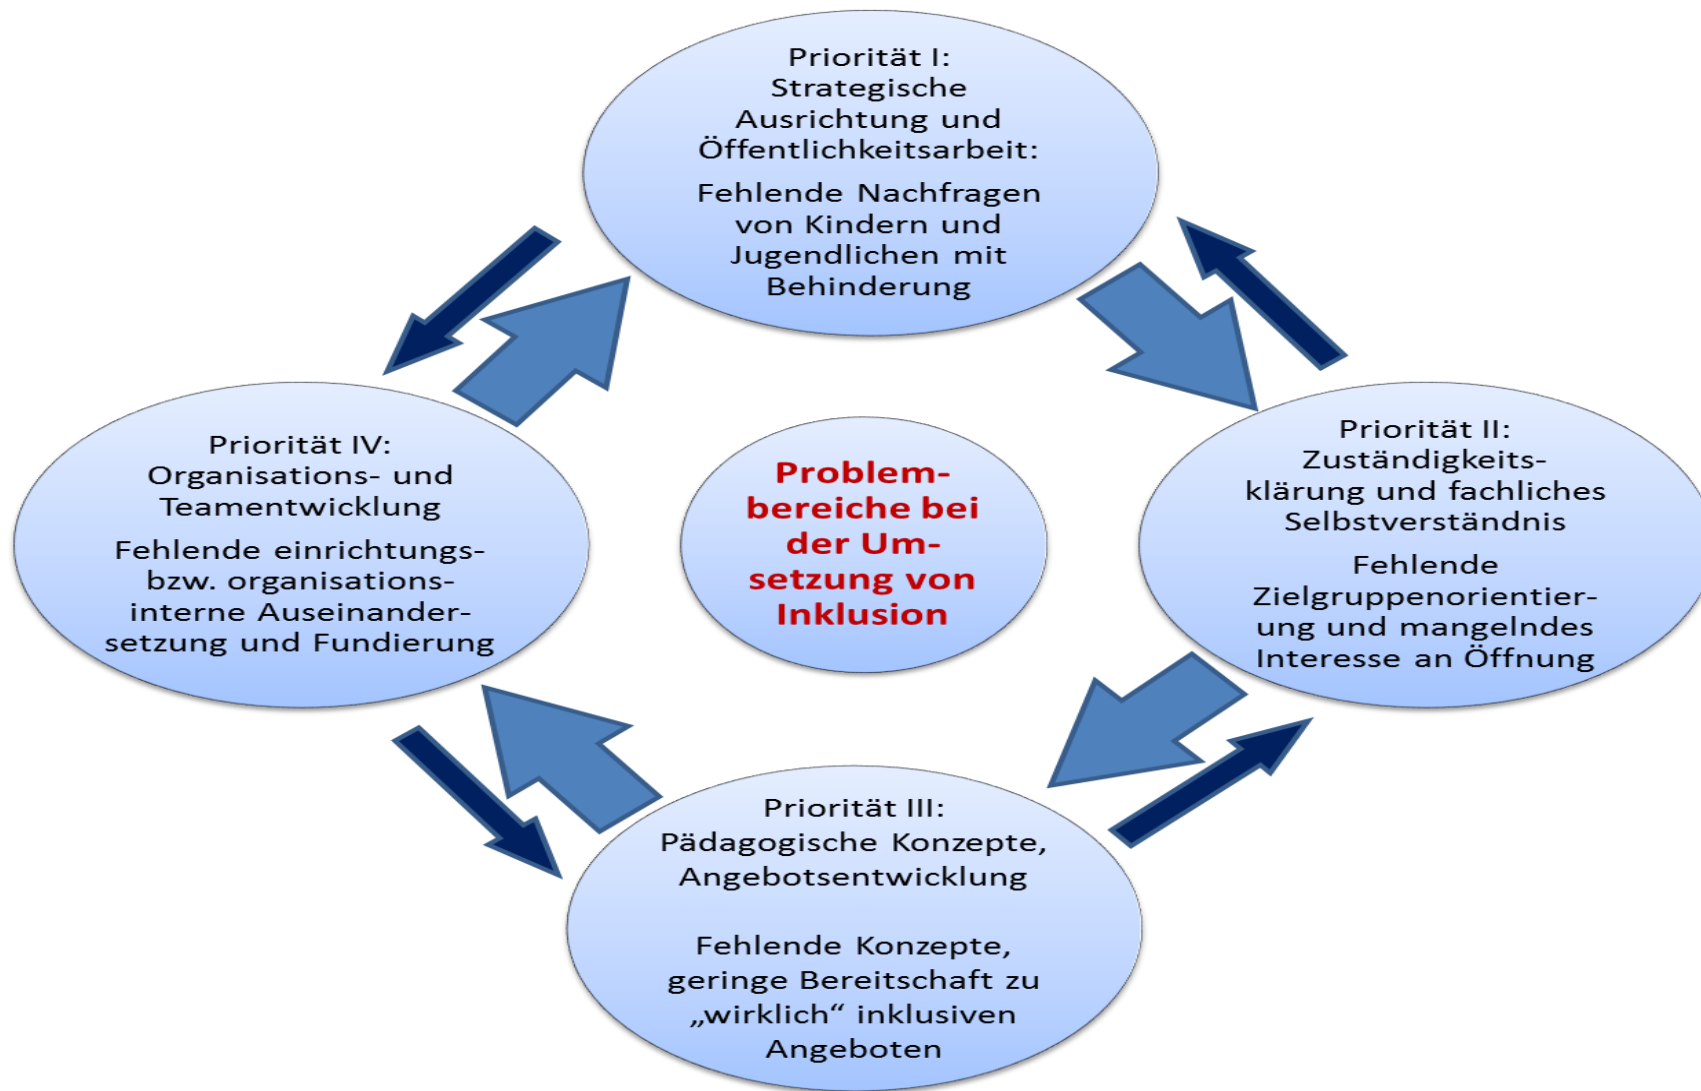 Priorität I:
Strategische
Ausrichtung und
Öffentlichkeitsarbeit:
Fehlende Nachfragen
von Kindern und
Jugendlichen mit
Behinderung
Priorität II:
Zuständigkeits-
klärung und fachliches
Selbstverständnis
Fehlende
Zielgruppenorientier-
ung und mangelndes
Interesse an Öffnung
Priorität III:
Pädagogische Konzepte,
Angebotsentwicklung
Fehlende Konzepte,
geringe Bereitschaft zu
„wirklich“ inklusiven
Angeboten
Priorität IV:
Organisations- und
Teamentwicklung
Fehlende einrichtungs-
bzw. organisations-
interne Auseinander-
setzung und Fundierung
Problem-
bereiche bei
der Um-
setzung von
Inklusion